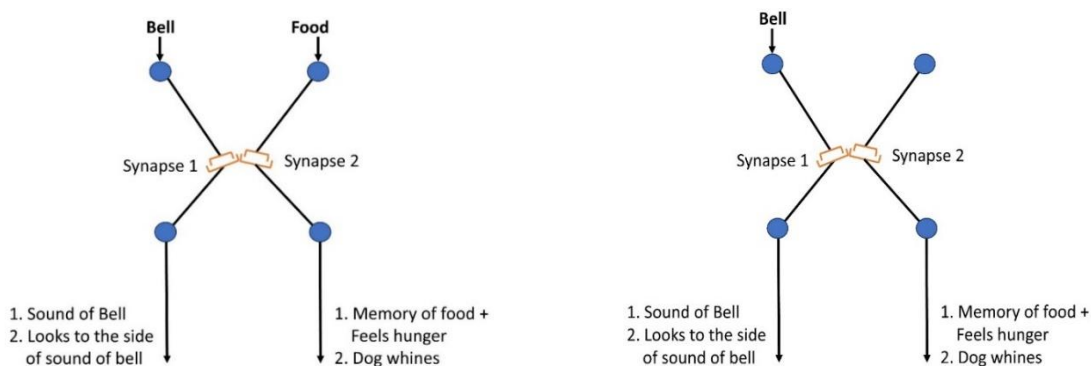 Bell
Food
Synapse 1
Synapse 2
1. Sound of Bell
2. Looks to the side
of sound of bell
1. Memory of food +
Feels hunger
2. Dog whines
Bell
Synapse 1
Synapse 2
1. Sound of Bell
2. Looks to the side
of sound of bell
1. Memory of food +
Feels hunger
2. Dog whines